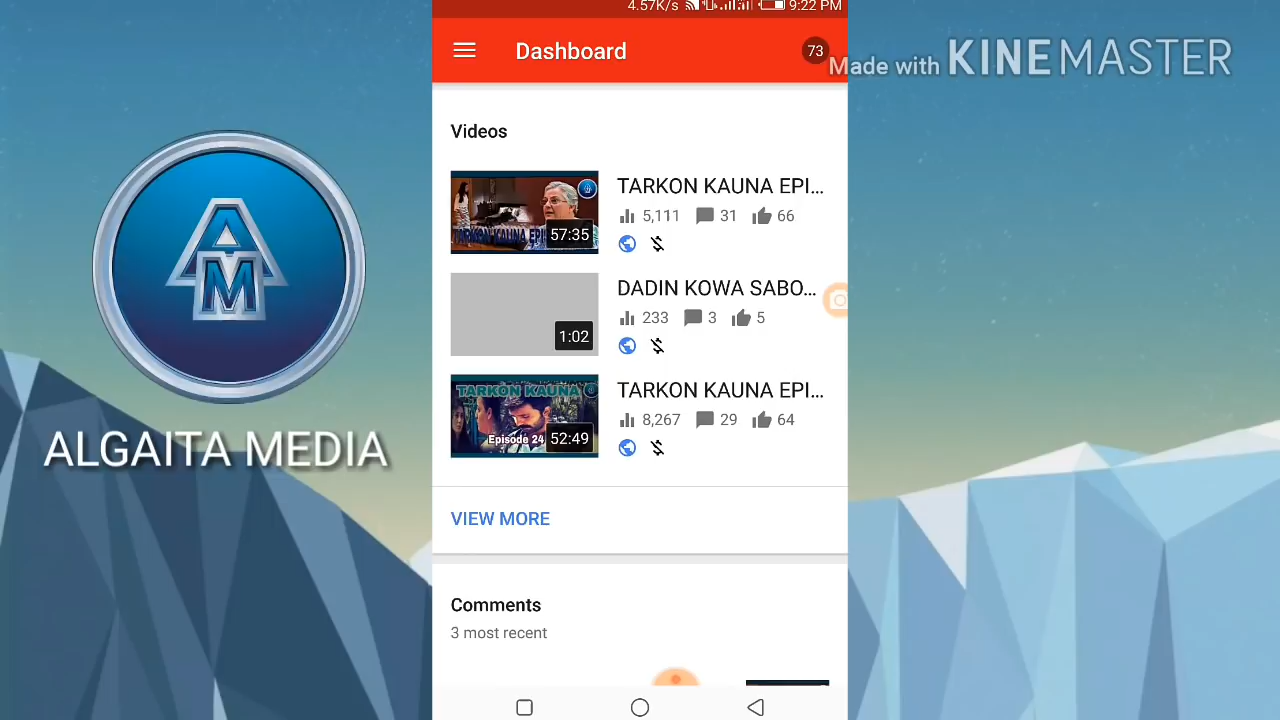 4.57K/s 9:22 PM
Dashboard
73
Made with KINEMASTER
Videos
TARKON KAUNA EPI...
5,111 31 66
57:35
DADIN KOWA SABO...
233 3 5
1:02
TARKON KAUNA EPI...
8,267 29 64
TARKON KAUNA
Episode 24
52:49
VIEW MORE
Comments
3 most recent
AM
ALGAITA MEDIA